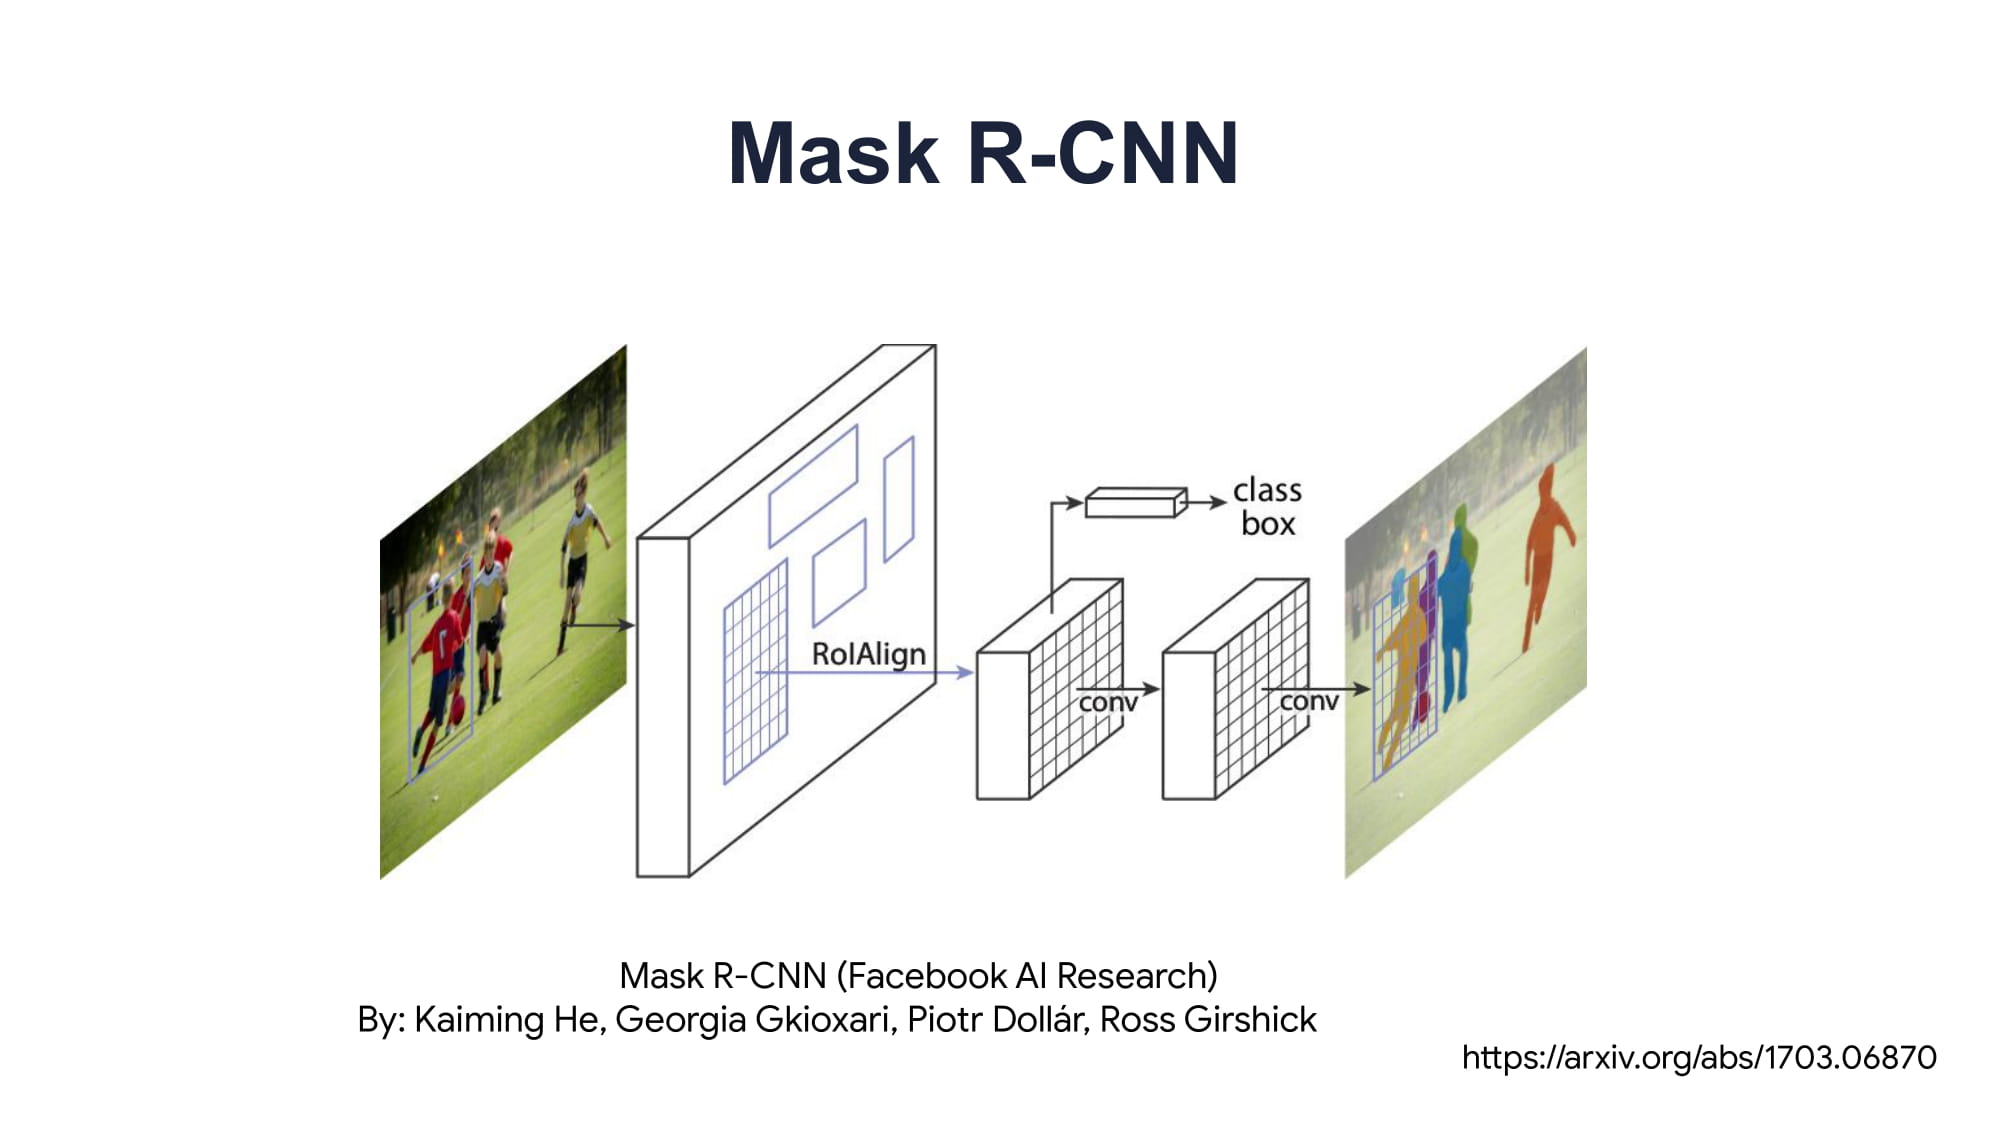 Mask R-CNN
class
box
RoIAlign
conv
conv
Mask R-CNN (Facebook AI Research)
By: Kaiming He, Georgia Gkioxari, Piotr Dollár, Ross Girshick
https://arxiv.org/abs/1703.06870